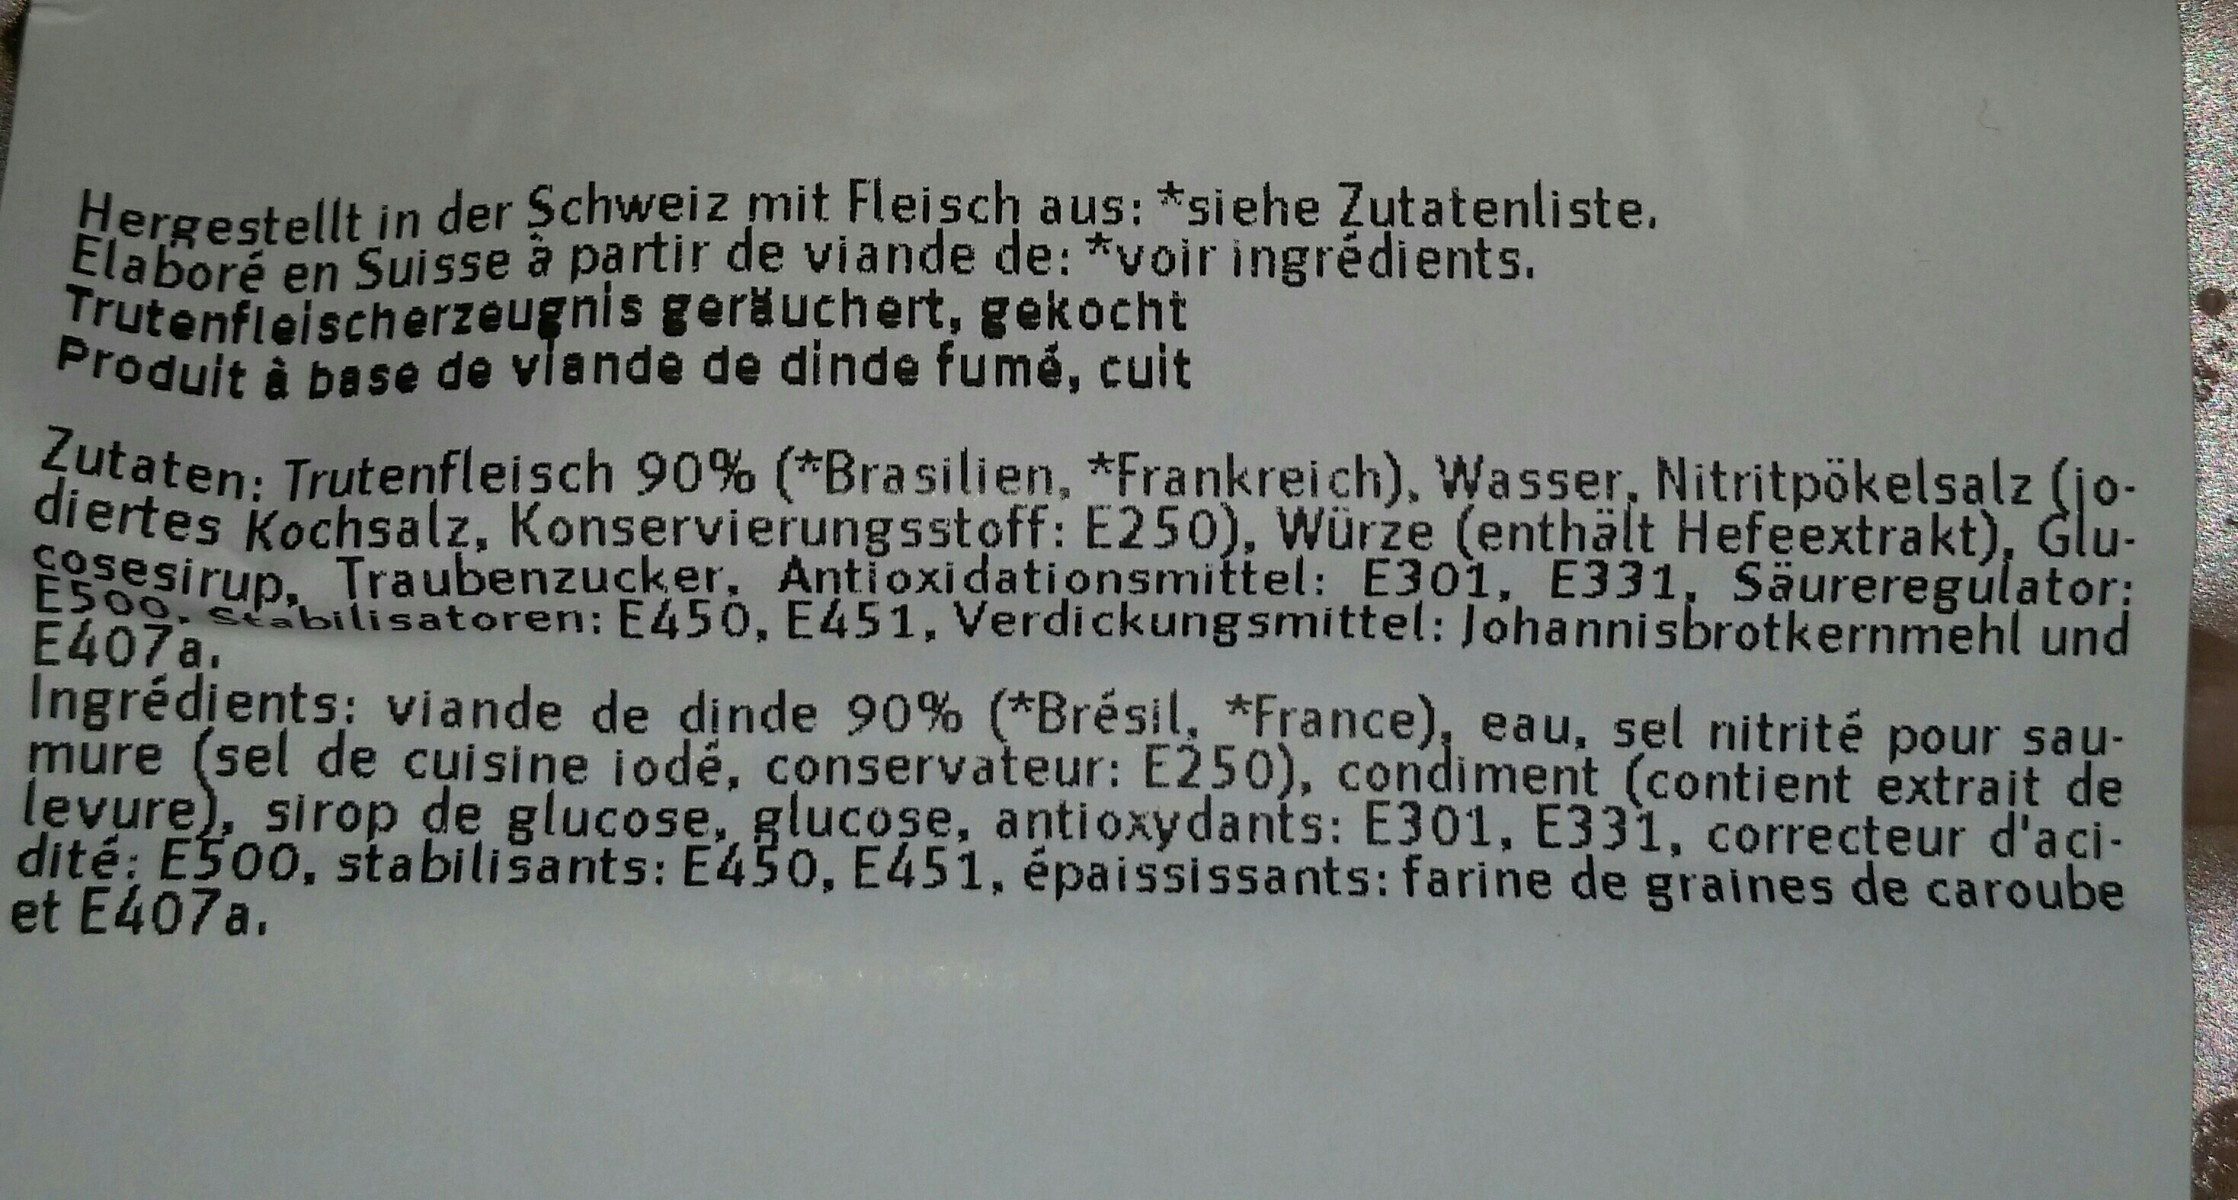 Hergestellt in der Schweiz mit Fleisch aus: *siehe Zutatenliste.
Elaboré en Suisse à partir de viande de: *voir ingrédients.
Trutenfleischerzeugnis geräuchert, gekocht
Produit à base de viande de dinde fumé, cuit
Zutaten: Trutenfleisch 90% (*Brasilien, *Frankreich), Wasser, Nitritpökelsalz (jo-
diertes Kochsalz, Konservierungsstoff: E250), Würze (enthält Hefeextrakt), Glu-
cosesirup, Traubenzucker, Antioxidationsmittel: E301, E331, Säureregulator:
E500, Stabilisatoren: E450, E451, Verdickungsmittel: Johannisbrotkernmehl und
E407a.
Ingrédients: viande de dinde 90% (*Brésil, *France), eau, sel nitrité pour sau-
mure (sel de cuisine iodé, conservateur: E250), condiment (contient extrait de
levure), sirop de glucose, glucose, antioxydants: E301, E331, correcteur d'aci-
dité: E500, stabilisants: E450, E451, épaississants: farine de graines de caroube
et E407a.